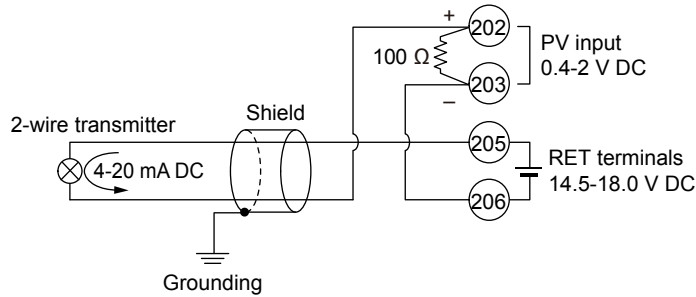 +
202
100 Ω
PV input
0.4-2 V DC
203
−
Shield
2-wire transmitter
205
4-20 mA DC
RET terminals
14.5-18.0 V DC
206
Grounding